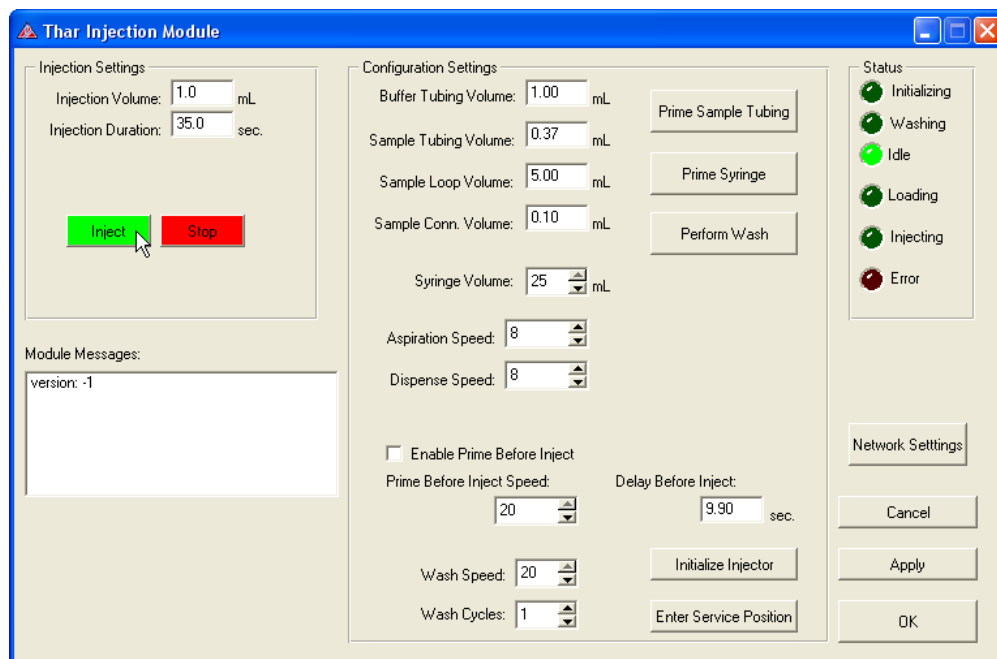 Thar Injection Module
Injection Settings
Injection Volume: 1.0 mL
Injection Duration: 35.0 sec.
Inject Stop
Module Messages:
version: -1
Configuration Settings
Buffer Tubing Volume: 1.00 mL
Prime Sample Tubing
Sample Tubing Volume: 0.37 mL
Sample Loop Volume: 5.00 mL
Prime Syringe
Sample Conn. Volume: 0.10 mL
Perform Wash
Syringe Volume: 25 mL
Aspiration Speed: 8
Dispense Speed: 8
Enable Prime Before Inject
Prime Before Inject Speed: Delay Before Inject:
20 9.90 sec.
Wash Speed: 20 Initialize Injector
Wash Cycles: 1 Enter Service Position
Status
Initializing
Washing
Idle
Loading
Injecting
Error
Network Setttings
Cancel
Apply
OK